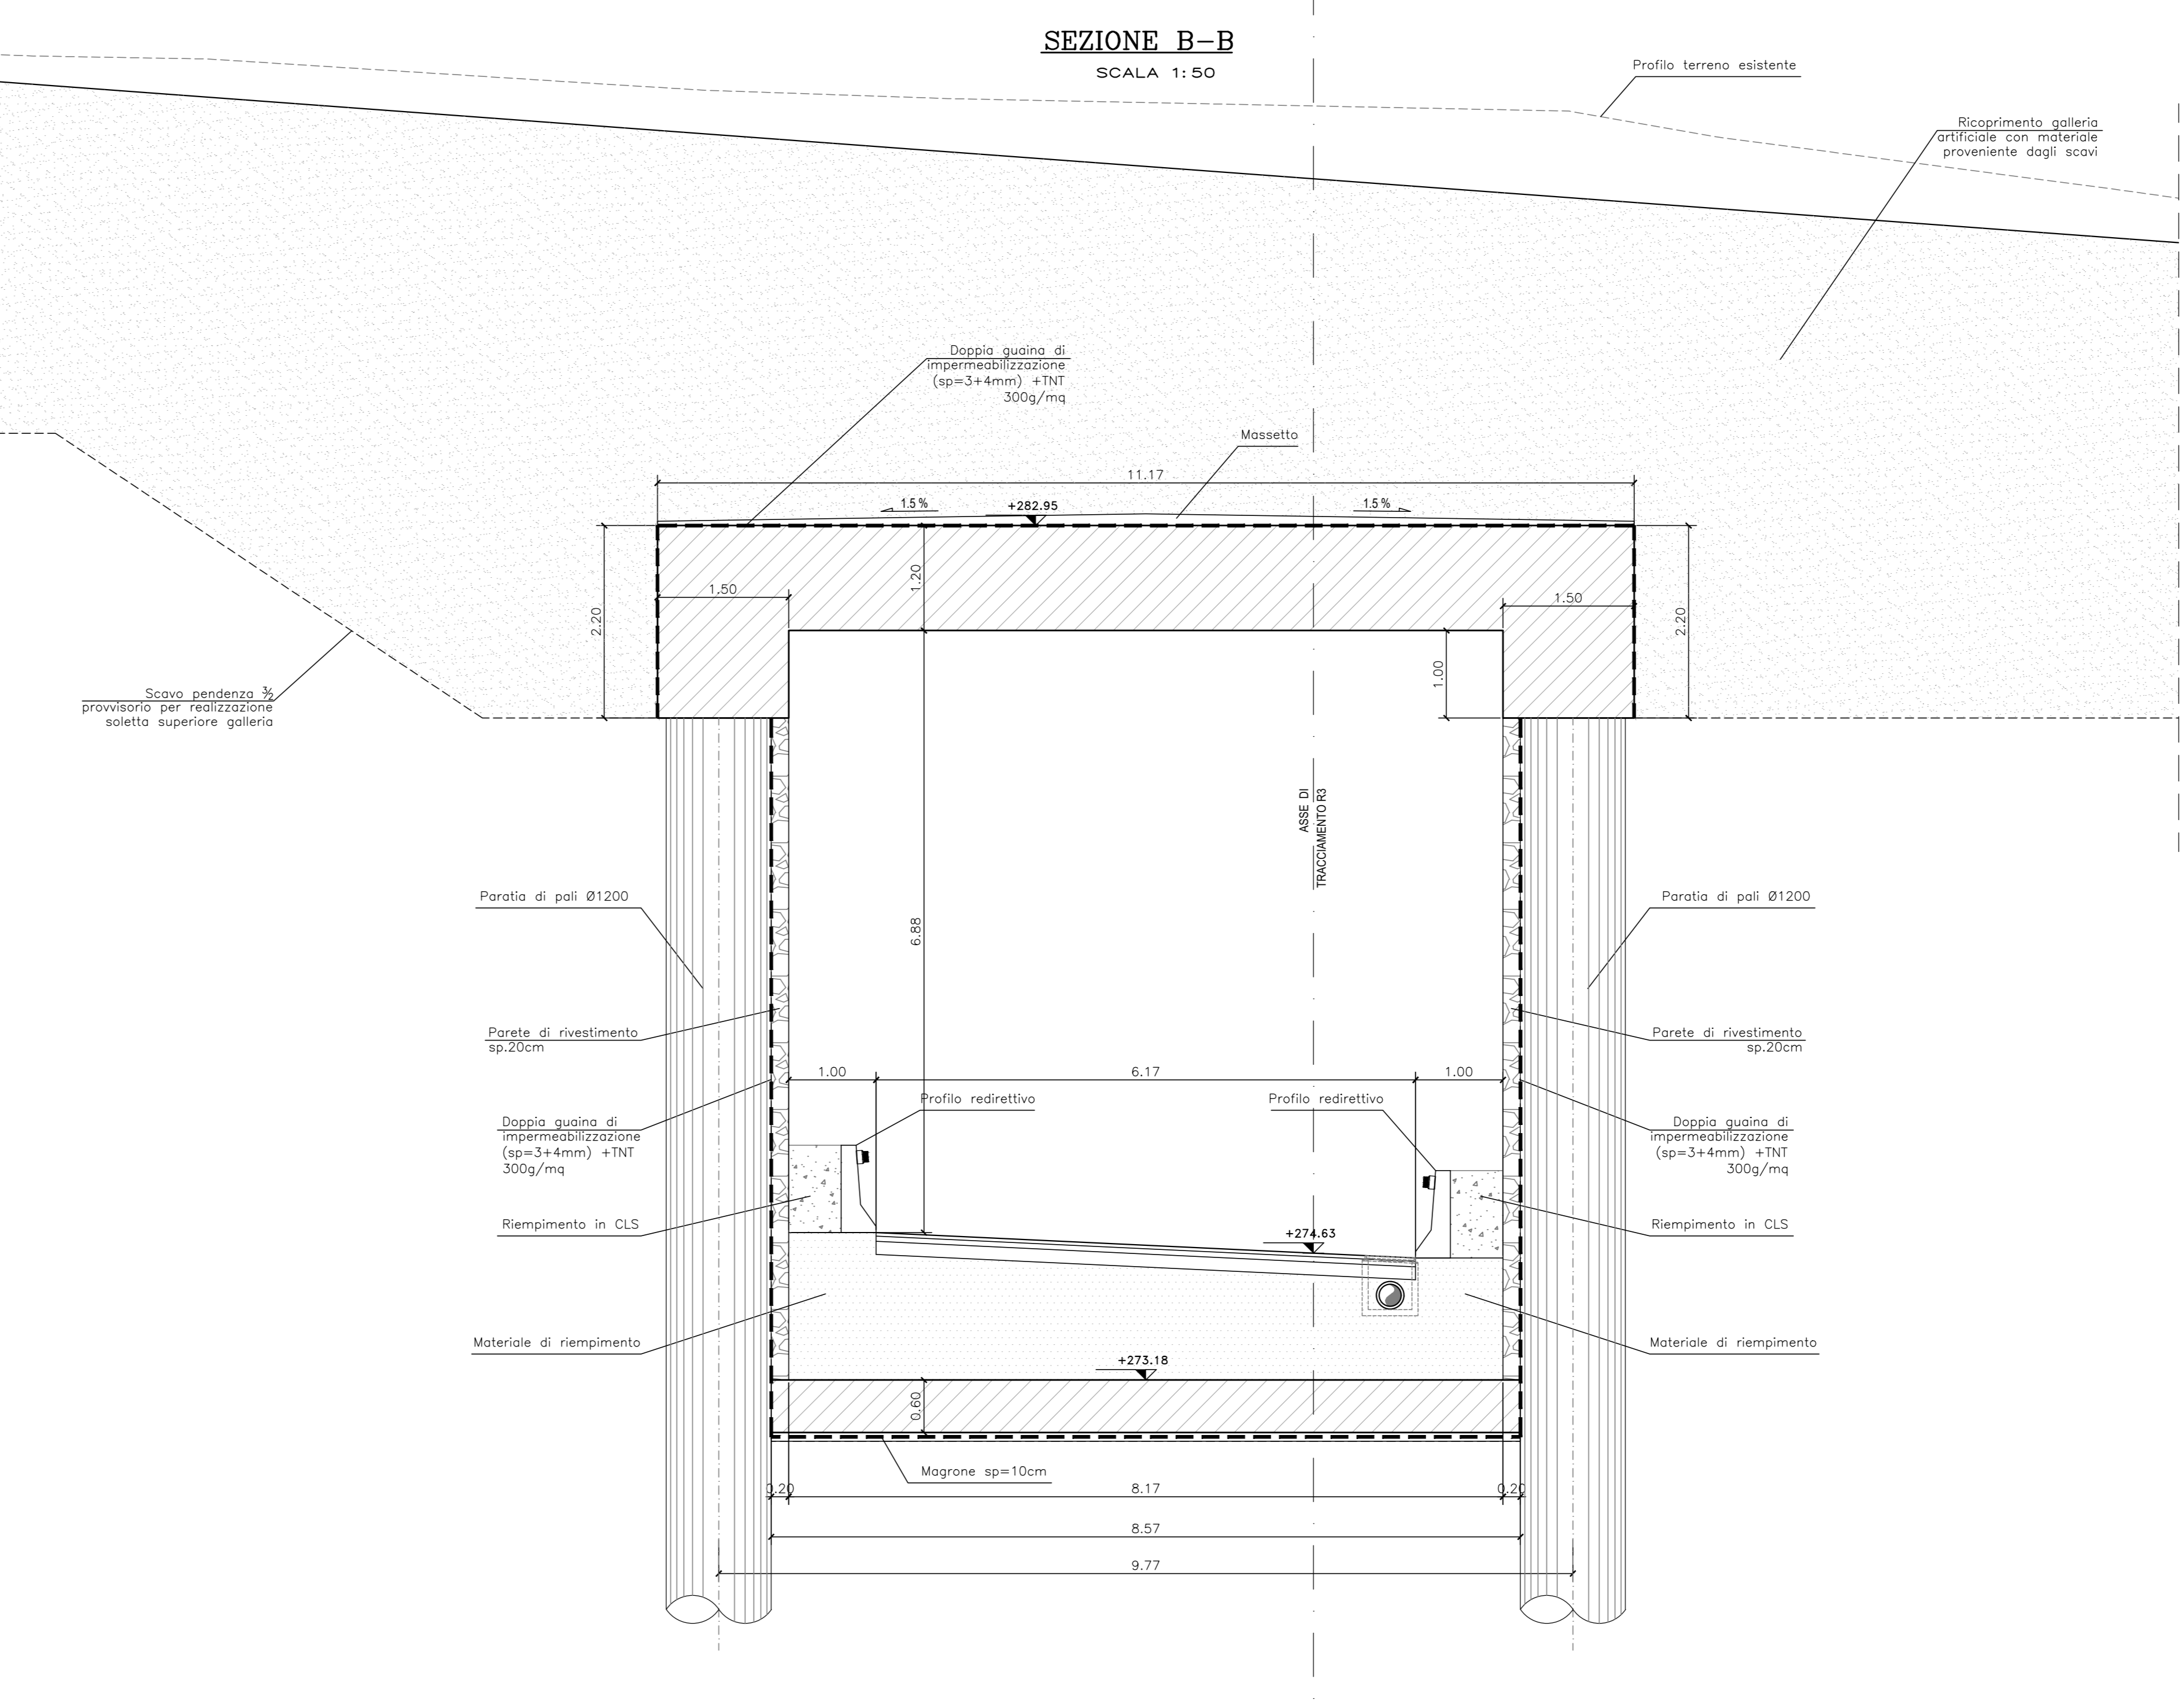 SEZIONE B-B
SCALA 1:50
Profilo terreno esistente
Ricoprimento galleria
artificiale con materiale
proveniente dagli scavi
Doppia guaina di
impermeabilizzazione
(sp=3+4mm) +TNT
300g/mq
Massetto
11.17
1.5%
+282.95
1.5%
1.20
1.50
1.50
2.20
2.20
1.00
Scavo pendenza 3/2
provvisorio per realizzazione
soletta superiore galleria
ASSE DI
TRACCIAMENTO R3
Paratia di pali Ø1200
Paratia di pali Ø1200
6.88
Parete di rivestimento
sp.20cm
Parete di rivestimento
sp.20cm
1.00
6.17
1.00
Profilo redirettivo
Profilo redirettivo
Doppia guaina di
impermeabilizzazione
(sp=3+4mm) +TNT
300g/mq
Doppia guaina di
impermeabilizzazione
(sp=3+4mm) +TNT
300g/mq
Riempimento in CLS
Riempimento in CLS
+274.63
Materiale di riempimento
Materiale di riempimento
+273.18
0.60
Magrone sp=10cm
0.20
8.17
0.20
8.57
9.77